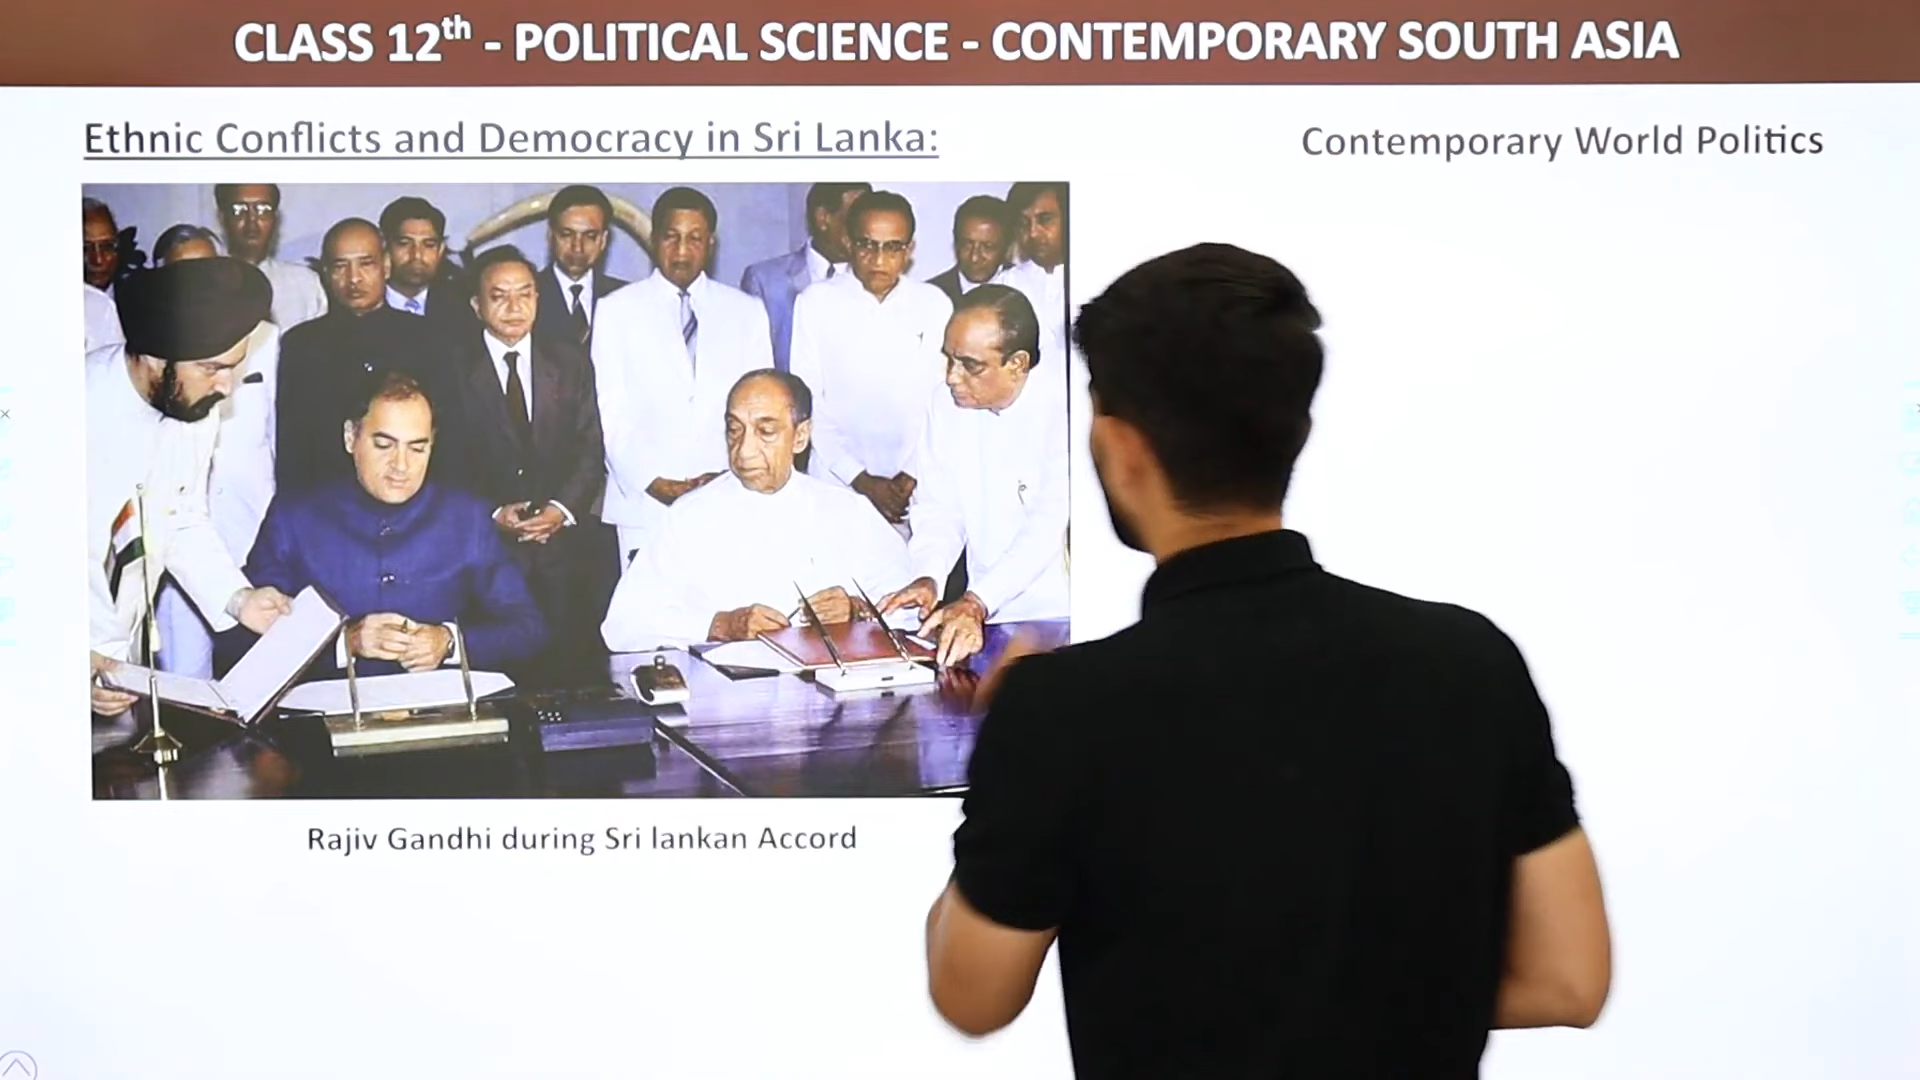 CLASS 12th - POLITICAL SCIENCE - CONTEMPORARY SOUTH ASIA
Ethnic Conflicts and Democracy in Sri Lanka:
Contemporary World Politics
Rajiv Gandhi during Sri lankan Accord